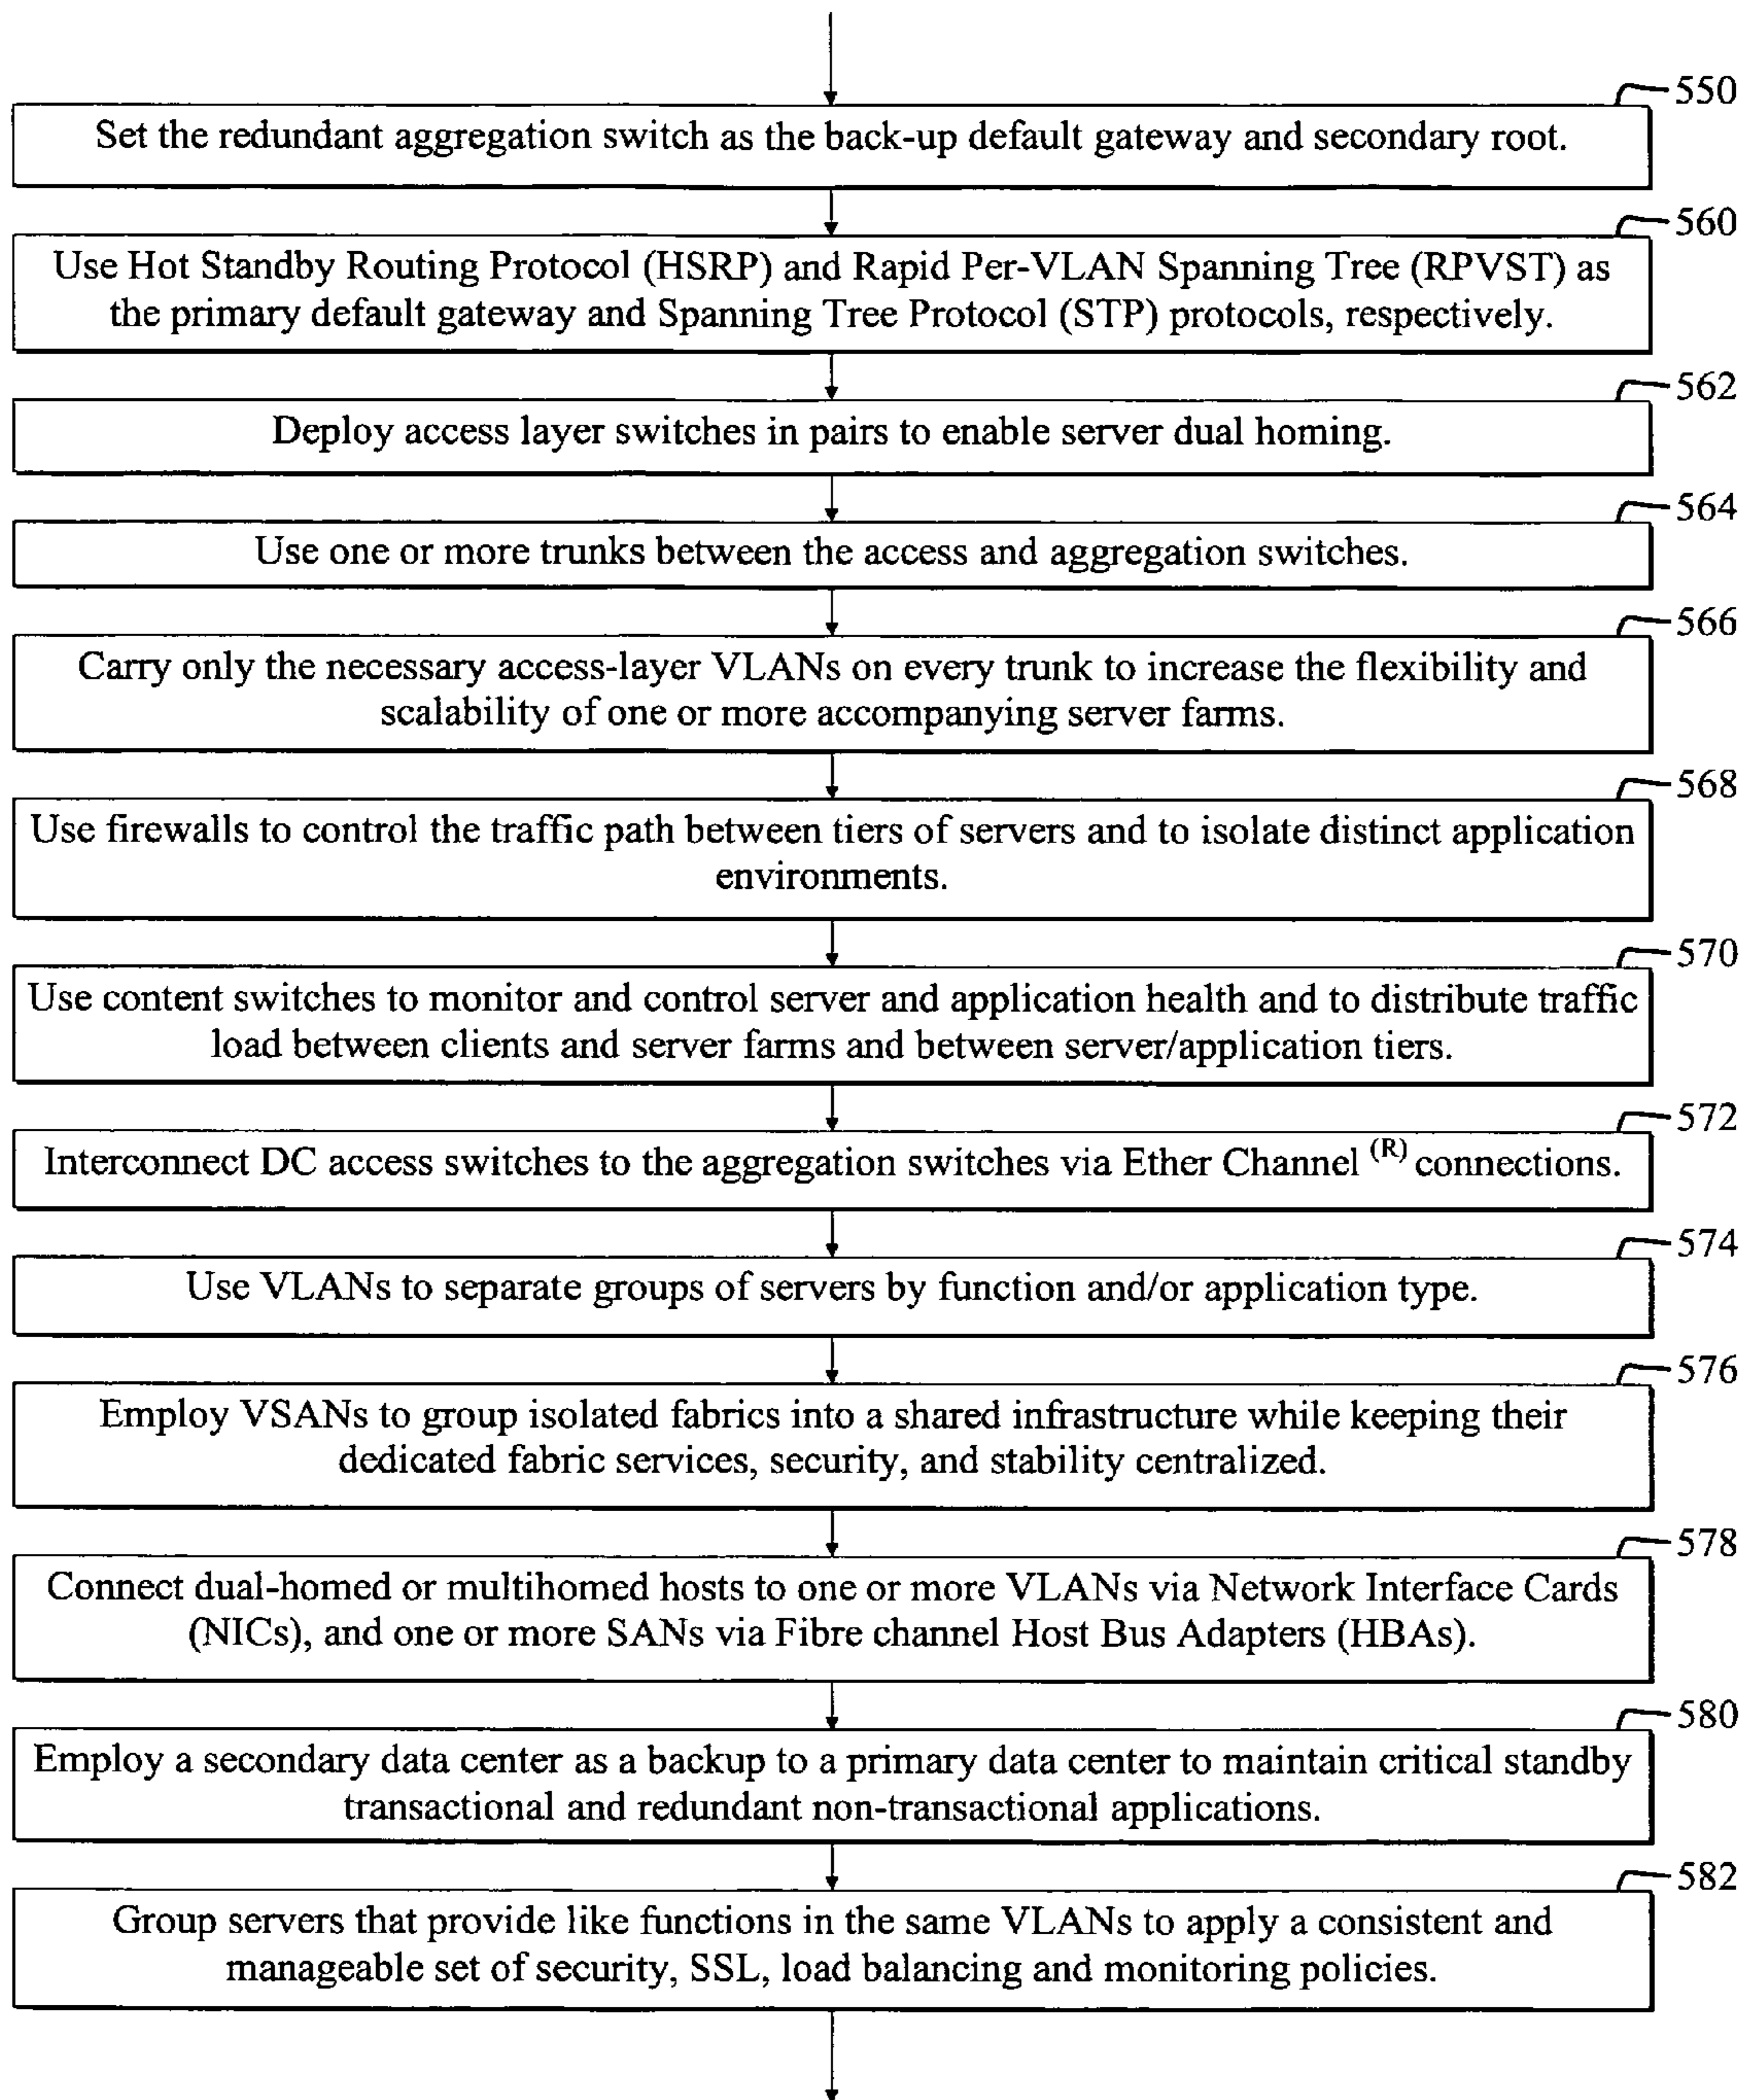 550
Set the redundant aggregation switch as the back-up default gateway and secondary root.
560
Use Hot Standby Routing Protocol (HSRP) and Rapid Per-VLAN Spanning Tree (RPVST) as
the primary default gateway and Spanning Tree Protocol (STP) protocols, respectively.
562
Deploy access layer switches in pairs to enable server dual homing.
564
Use one or more trunks between the access and aggregation switches.
566
Carry only the necessary access-layer VLANs on every trunk to increase the flexibility and
scalability of one or more accompanying server farms.
568
Use firewalls to control the traffic path between tiers of servers and to isolate distinct application
environments.
570
Use content switches to monitor and control server and application health and to distribute traffic
load between clients and server farms and between server/application tiers.
572
Interconnect DC access switches to the aggregation switches via Ether Channel (R) connections.
574
Use VLANs to separate groups of servers by function and/or application type.
576
Employ VSANs to group isolated fabrics into a shared infrastructure while keeping their
dedicated fabric services, security, and stability centralized.
578
Connect dual-homed or multihomed hosts to one or more VLANs via Network Interface Cards
(NICs), and one or more SANs via Fibre channel Host Bus Adapters (HBAs).
580
Employ a secondary data center as a backup to a primary data center to maintain critical standby
transactional and redundant non-transactional applications.
582
Group servers that provide like functions in the same VLANs to apply a consistent and
manageable set of security, SSL, load balancing and monitoring policies.